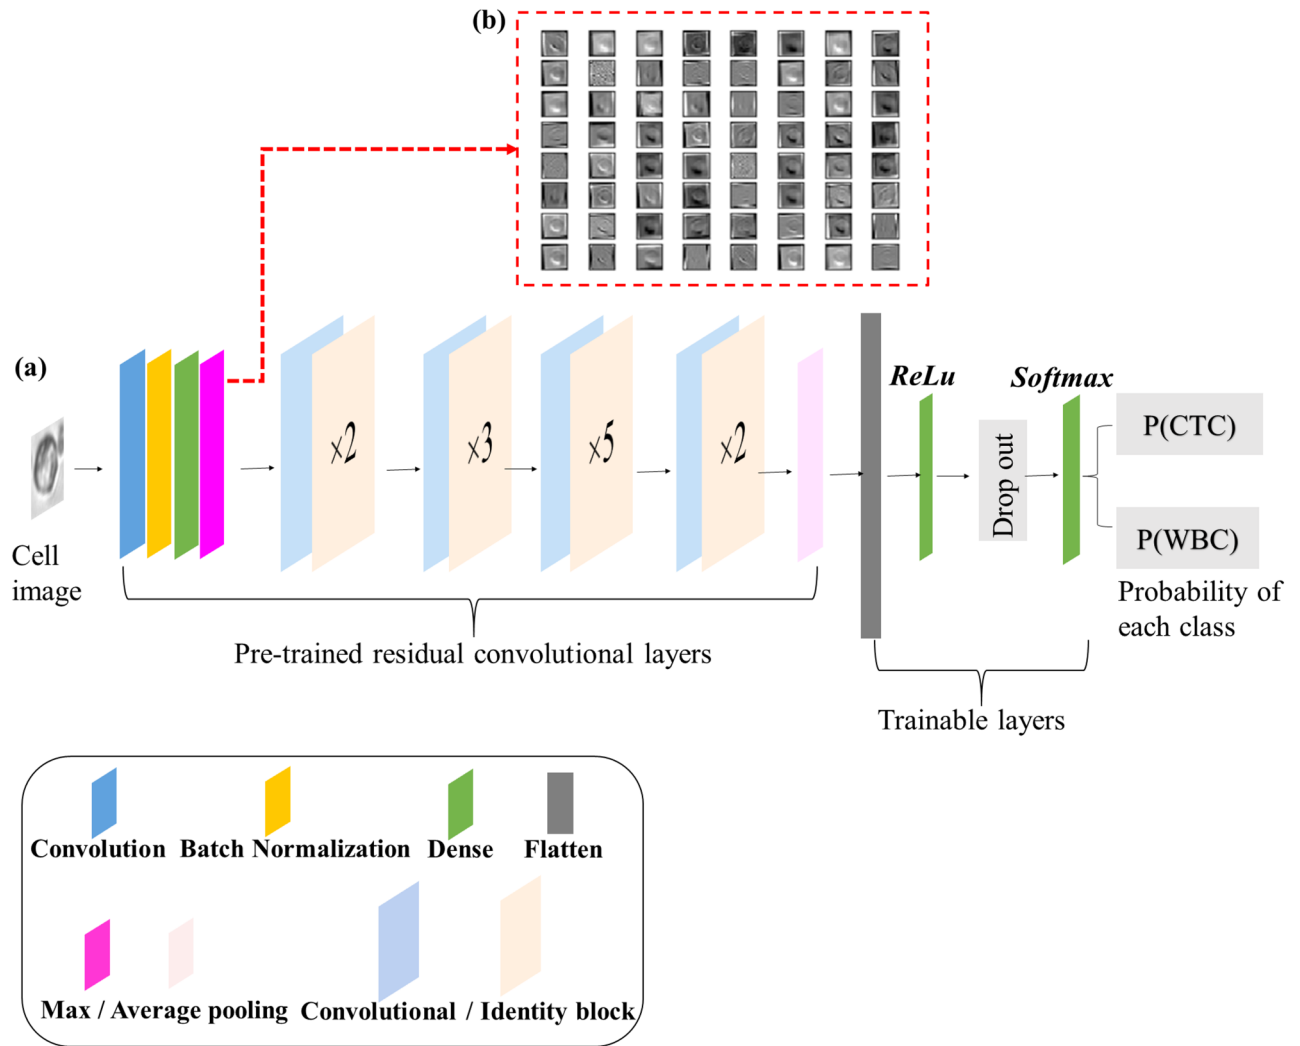 (b)
(a)
Cell
image
×2
×3
×5
×2
ReLu
Drop out
Softmax
P(CTC)
P(WBC)
Probability of
each class
Pre-trained residual convolutional layers
Trainable layers
Convolution Batch Normalization Dense Flatten
Max / Average pooling Convolutional / Identity block